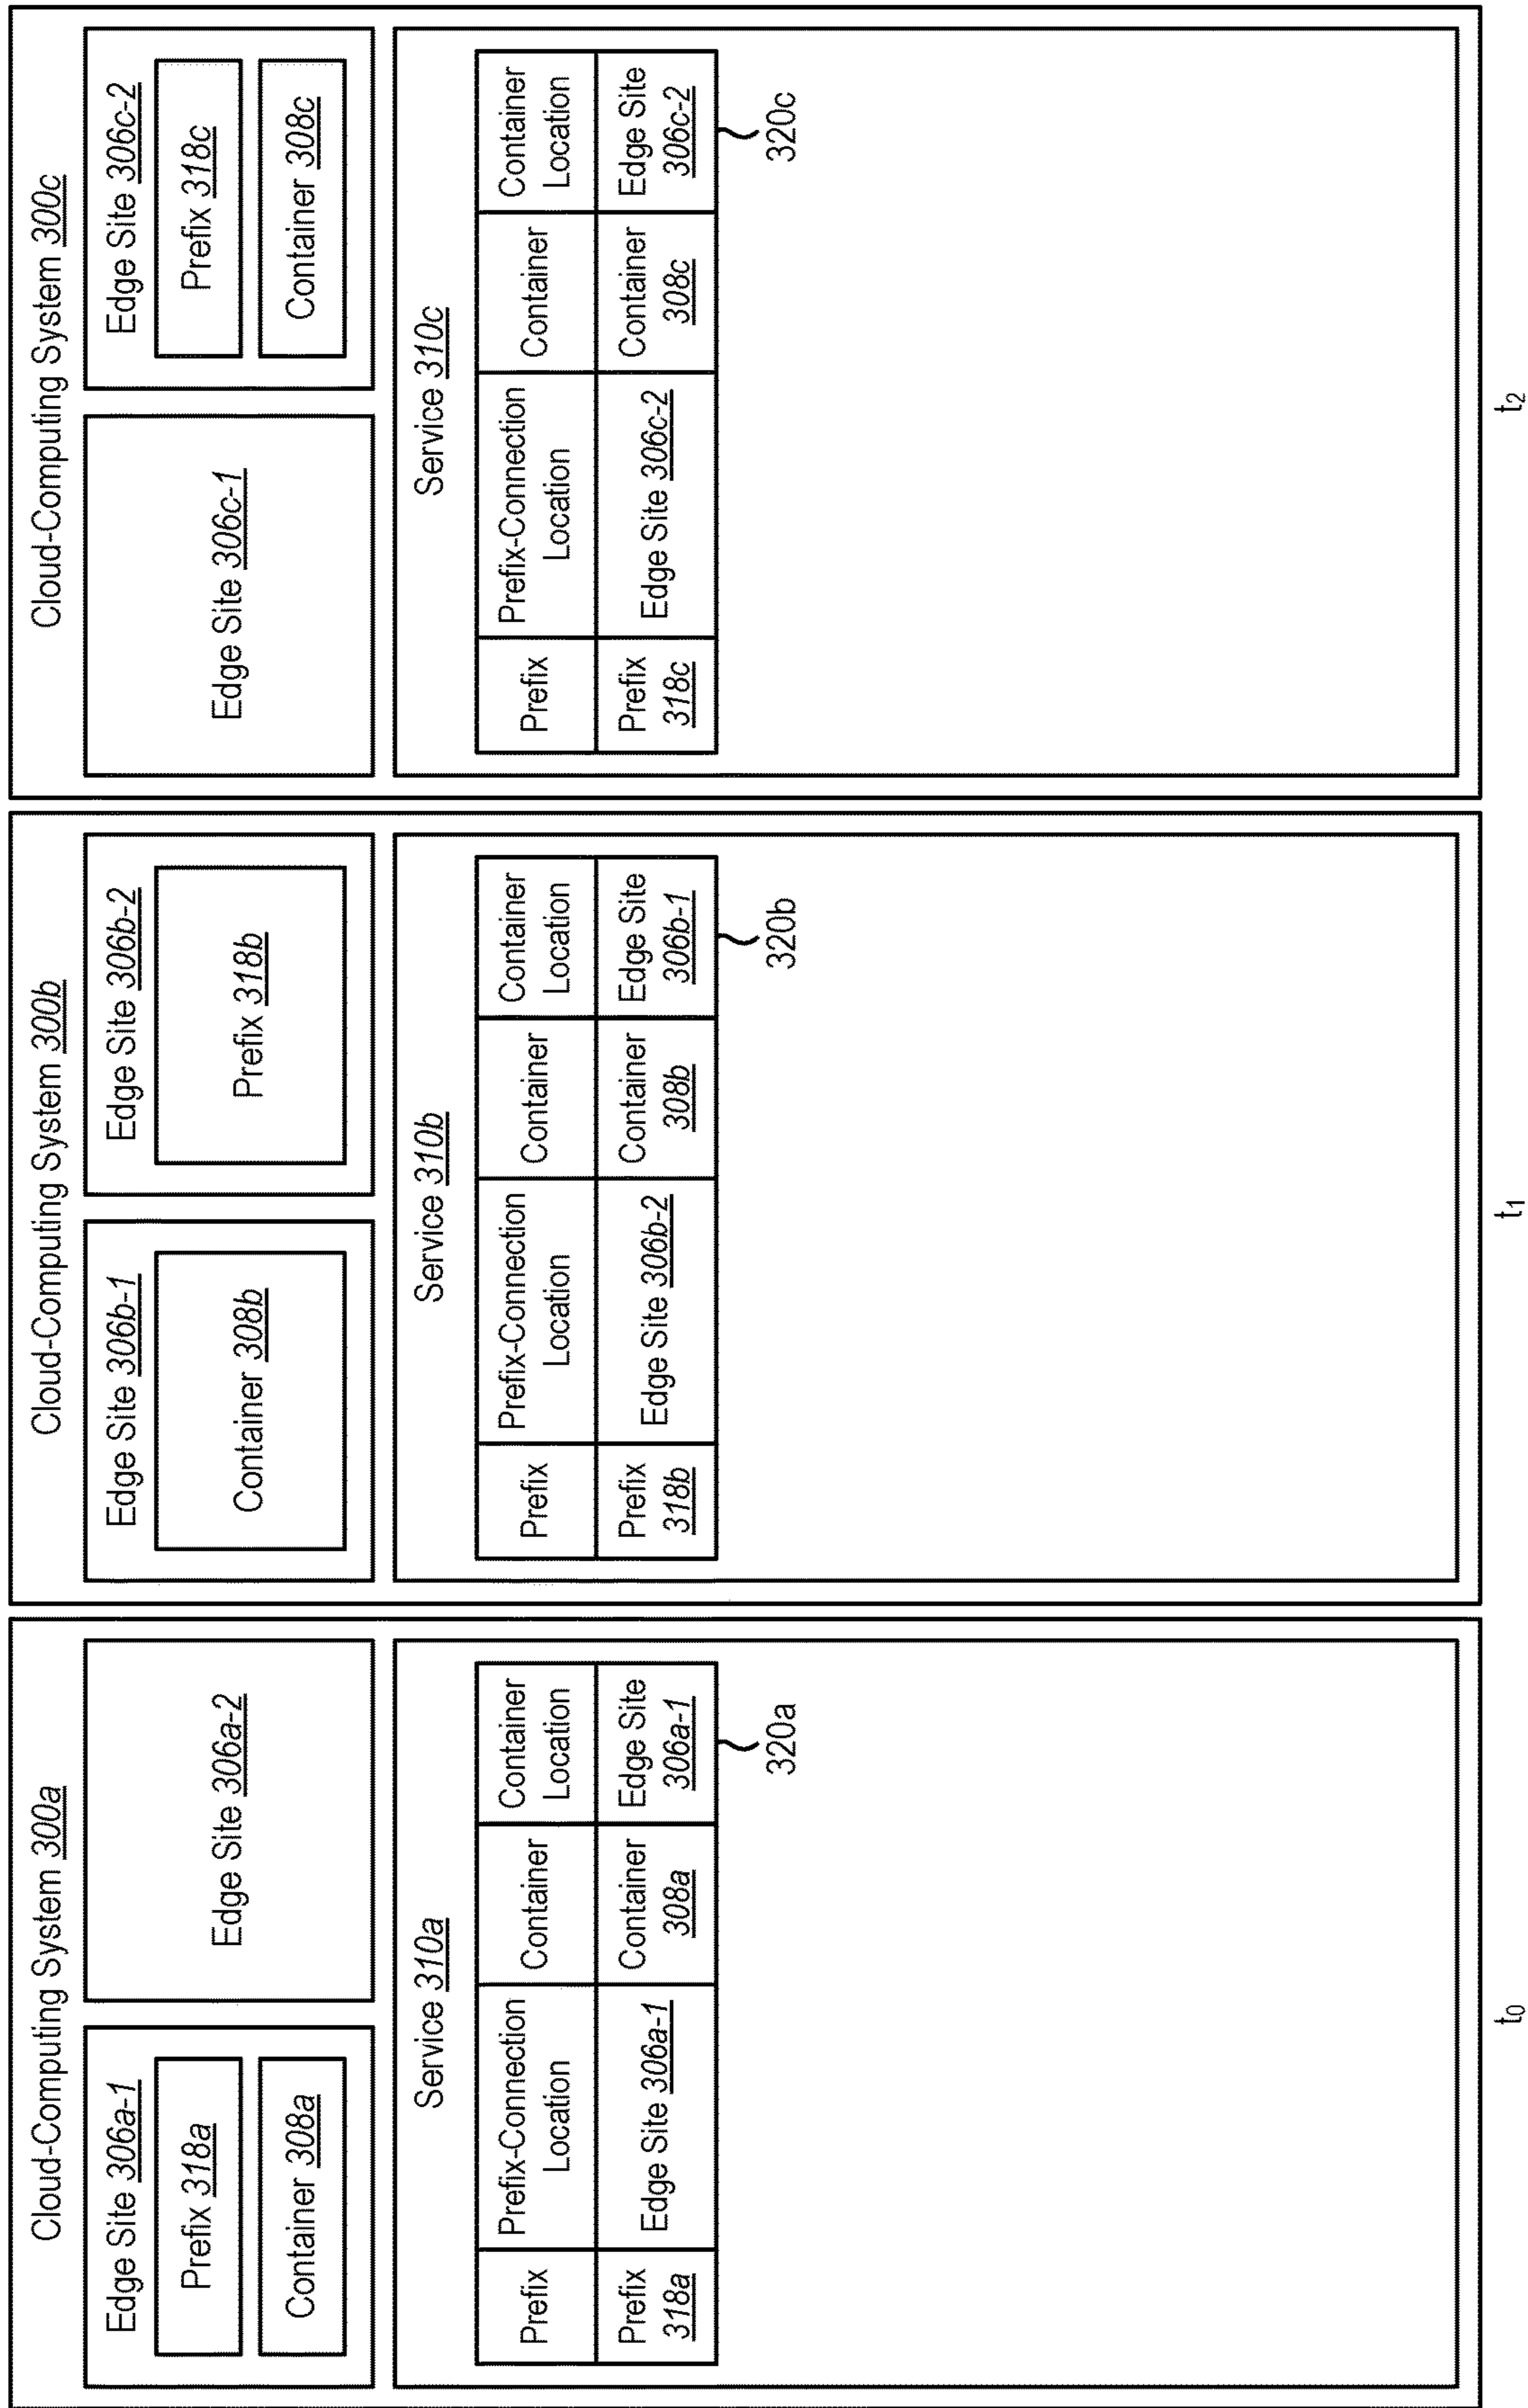 Cloud-Computing System 300a
Edge Site 306a-1
Prefix 318a
Container 308a
Edge Site 306a-2
Service 310a
Prefix
Prefix-Connection
Location
Container
Container
Location
Prefix
318a
Edge Site 306a-1
Container
308a
Edge Site
306a-1
320a
t0
Cloud-Computing System 300b
Edge Site 306b-1
Container 308b
Edge Site 306b-2
Prefix 318b
Service 310b
Prefix
Prefix-Connection
Location
Container
Container
Location
Prefix
318b
Edge Site 306b-2
Container
308b
Edge Site
306b-1
320b
t1
Cloud-Computing System 300c
Edge Site 306c-1
Edge Site 306c-2
Prefix 318c
Container 308c
Service 310c
Prefix
Prefix-Connection
Location
Container
Container
Location
Prefix
318c
Edge Site 306c-2
Container
308c
Edge Site
306c-2
320c
t2